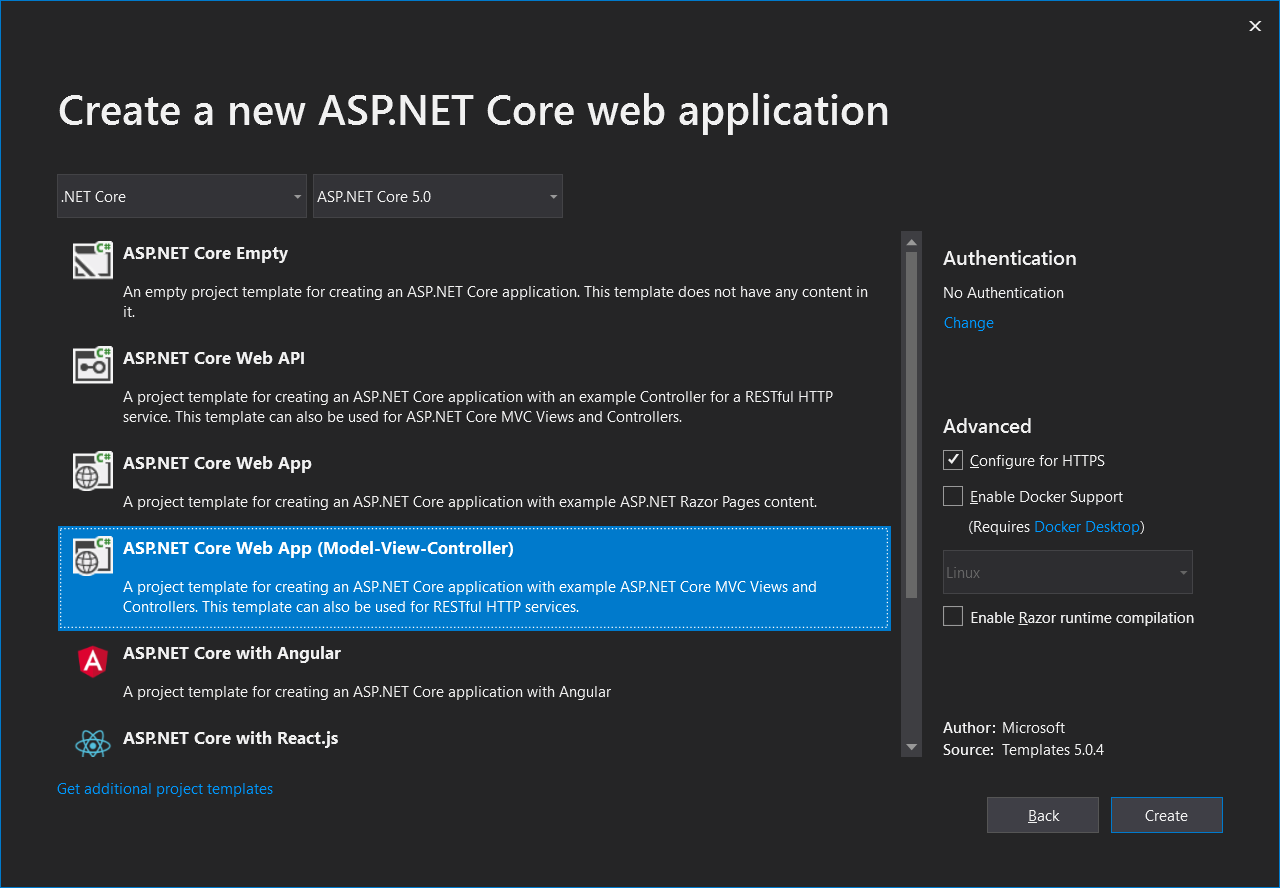 Create a new ASP.NET Core web application
.NET Core
ASP.NET Core 5.0
C#
ASP.NET Core Empty
An empty project template for creating an ASP.NET Core application. This template does not have any content in
it.
C#
ASP.NET Core Web API
A project template for creating an ASP.NET Core application with an example Controller for a RESTful HTTP
service. This template can also be used for ASP.NET Core MVC Views and Controllers.
C#
ASP.NET Core Web App
A project template for creating an ASP.NET Core application with example ASP.NET Razor Pages content.
C#
ASP.NET Core Web App (Model-View-Controller)
A project template for creating an ASP.NET Core application with example ASP.NET Core MVC Views and
Controllers. This template can also be used for RESTful HTTP services.
A
ASP.NET Core with Angular
A project template for creating an ASP.NET Core application with Angular
ASP.NET Core with React.js
Get additional project templates
Authentication
No Authentication
Change
Advanced
Configure for HTTPS
Enable Docker Support
(Requires Docker Desktop)
Linux
Enable Razor runtime compilation
Author: Microsoft
Source: Templates 5.0.4
Back
Create